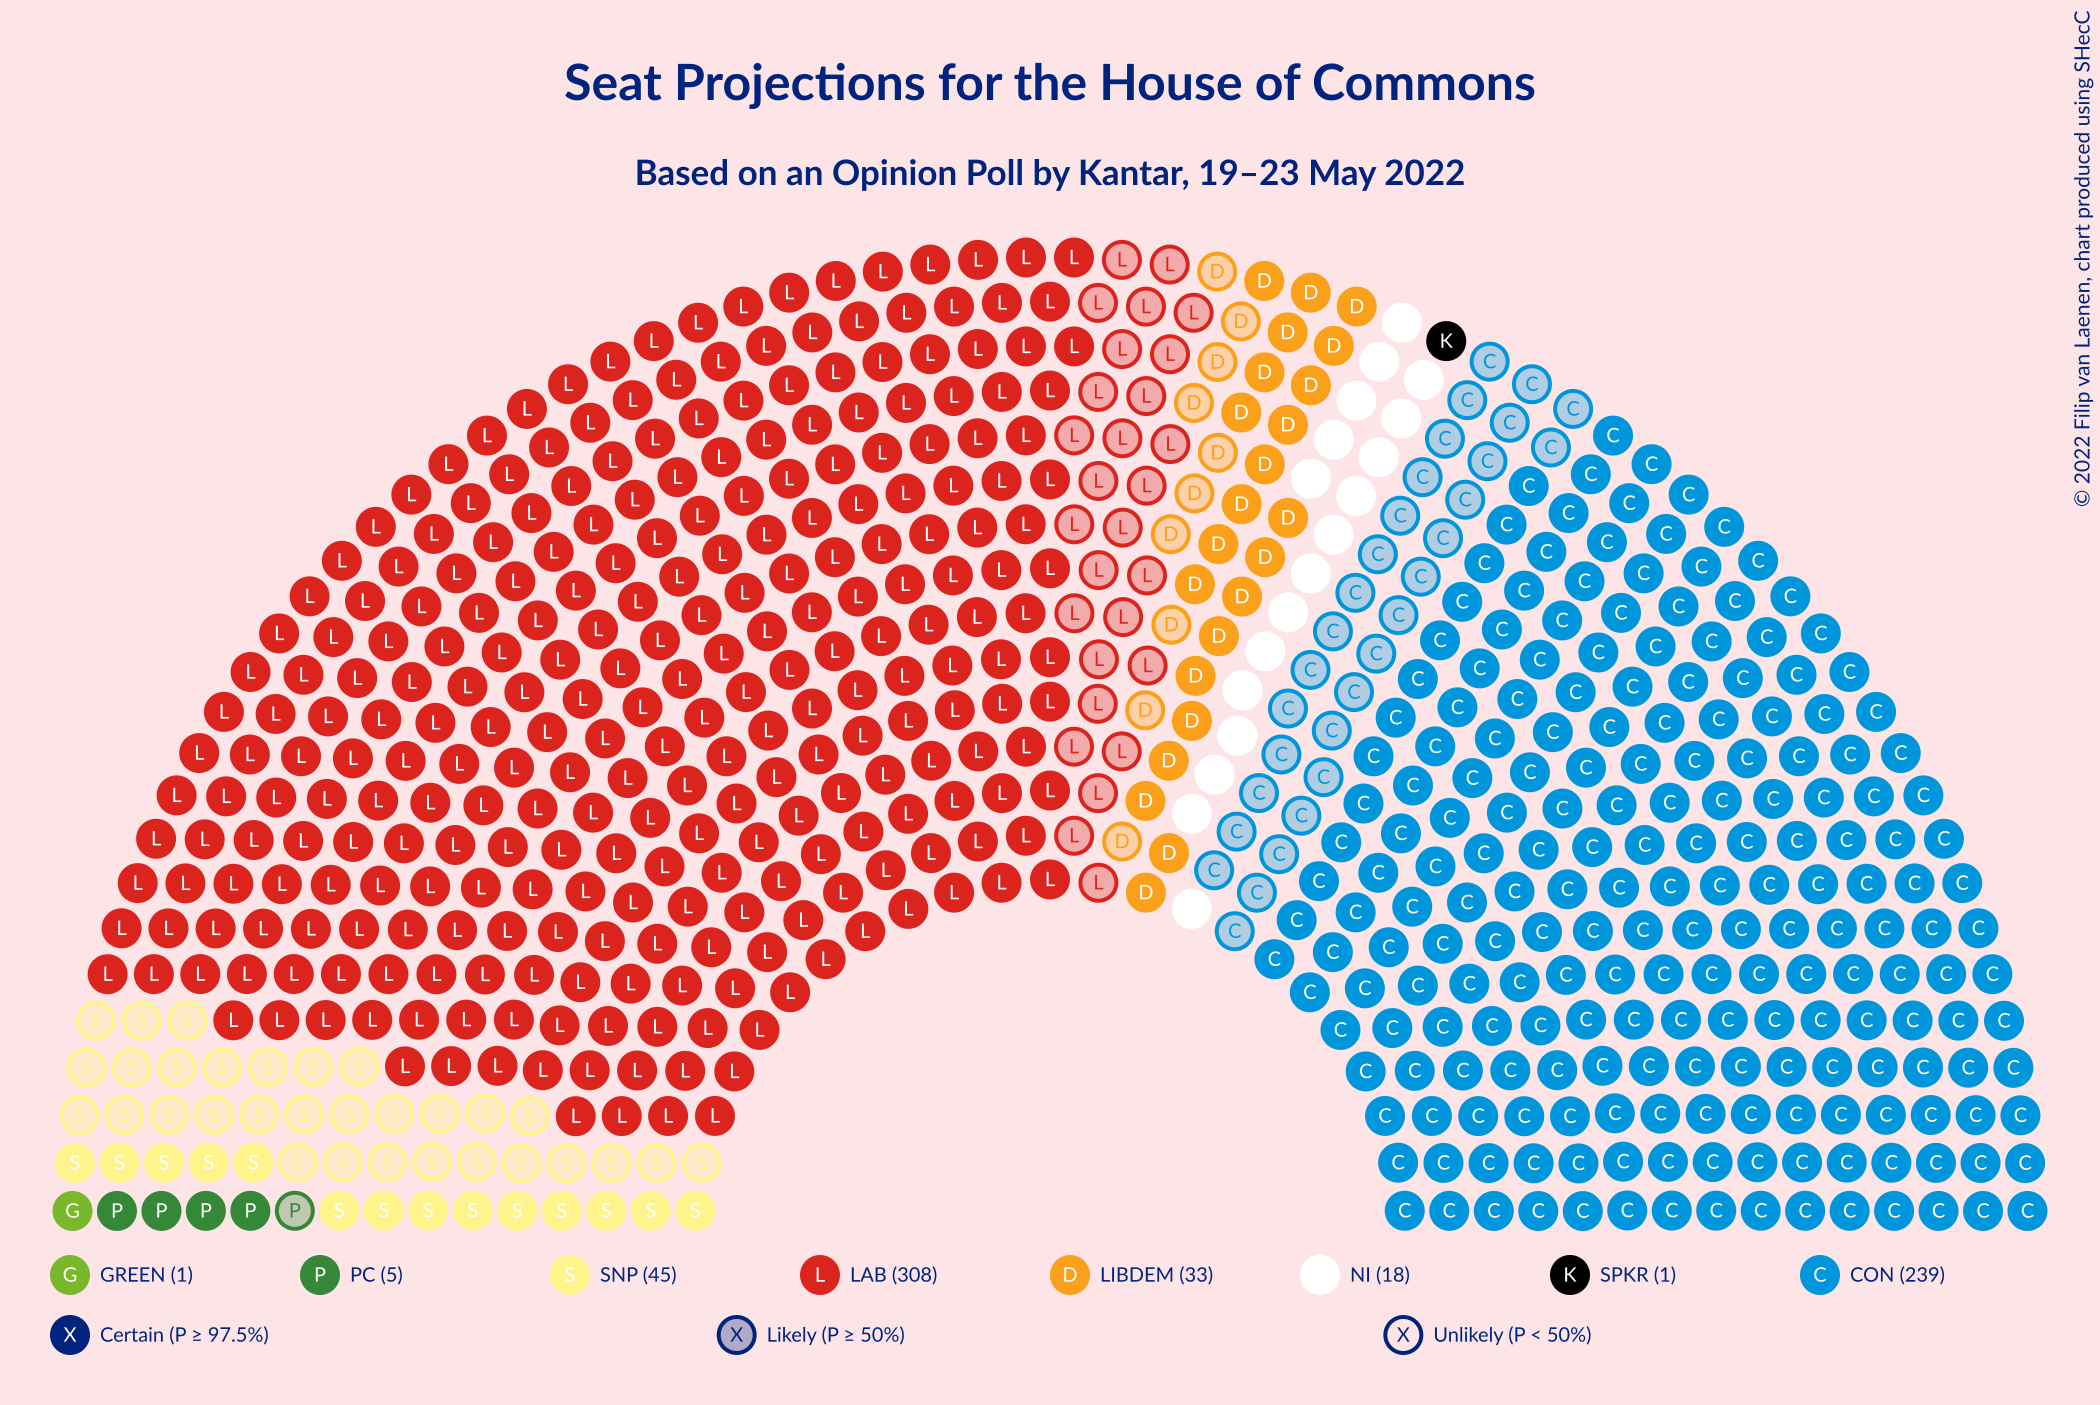 Seat Projections for the House of Commons
Based on an Opinion Poll by Kantar, 19–23 May 2022
© 2022 Filip van Laenen, chart produced using SHecC
G GREEN (1)
P PC (5)
S SNP (45)
L LAB (308)
D LIBDEM (33)
NI (18)
K SPKR (1)
C CON (239)
X Certain (P ≥ 97.5%)
X Likely (P ≥ 50%)
X Unlikely (P < 50%)